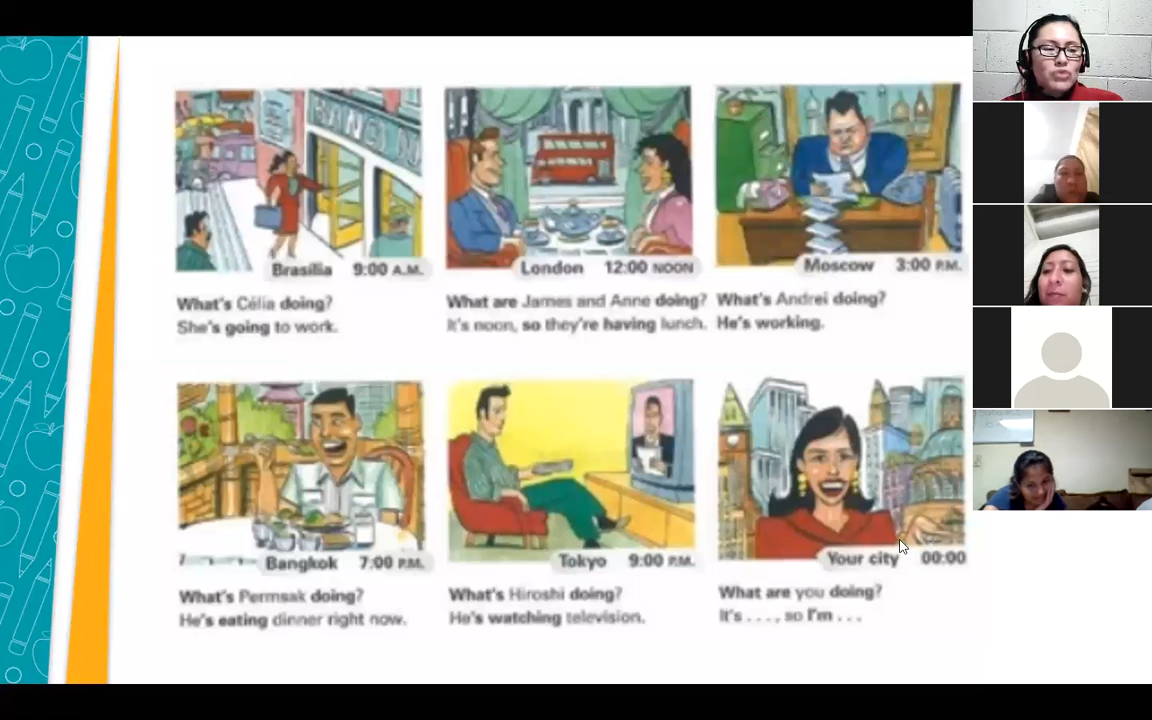 BANCO
Brasília 9:00 A.M.
What's Célia doing?
She's going to work.
London 12:00 NOON
What are James and Anne doing?
It's noon, so they're having lunch.
Moscow 3:00 P.M.
What's Andrei doing?
He's working.
Bangkok 7:00 P.M.
What's Permsak doing?
He's eating dinner right now.
Tokyo 9:00 P.M.
What's Hiroshi doing?
He's watching television.
Your city 00:00
What are you doing?
It's . . . , so I'm . . .